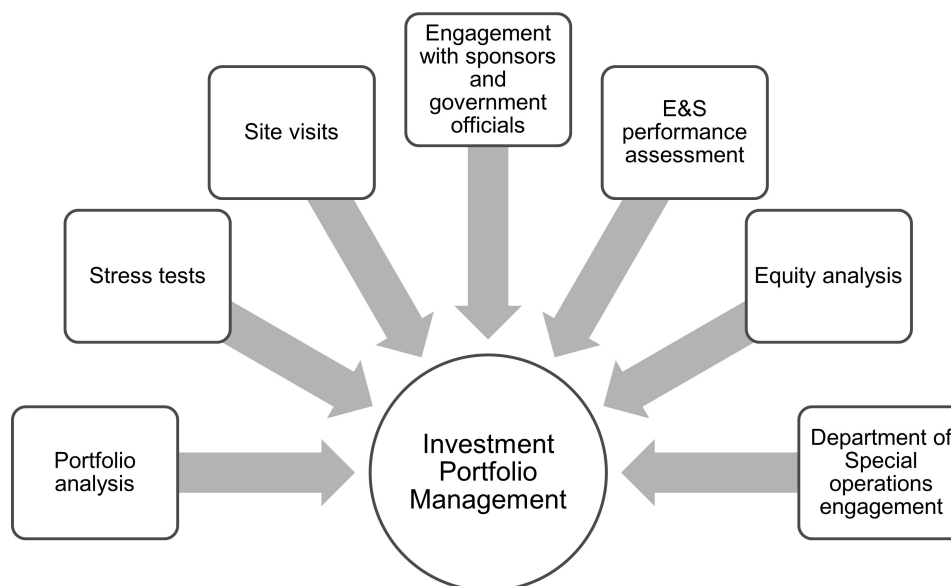 Engagement
with sponsors
and
government
officials
Site visits
E&S
performance
assessment
Stress tests
Equity analysis
Portfolio
analysis
Investment
Portfolio
Management
Department of
Special
operations
engagement